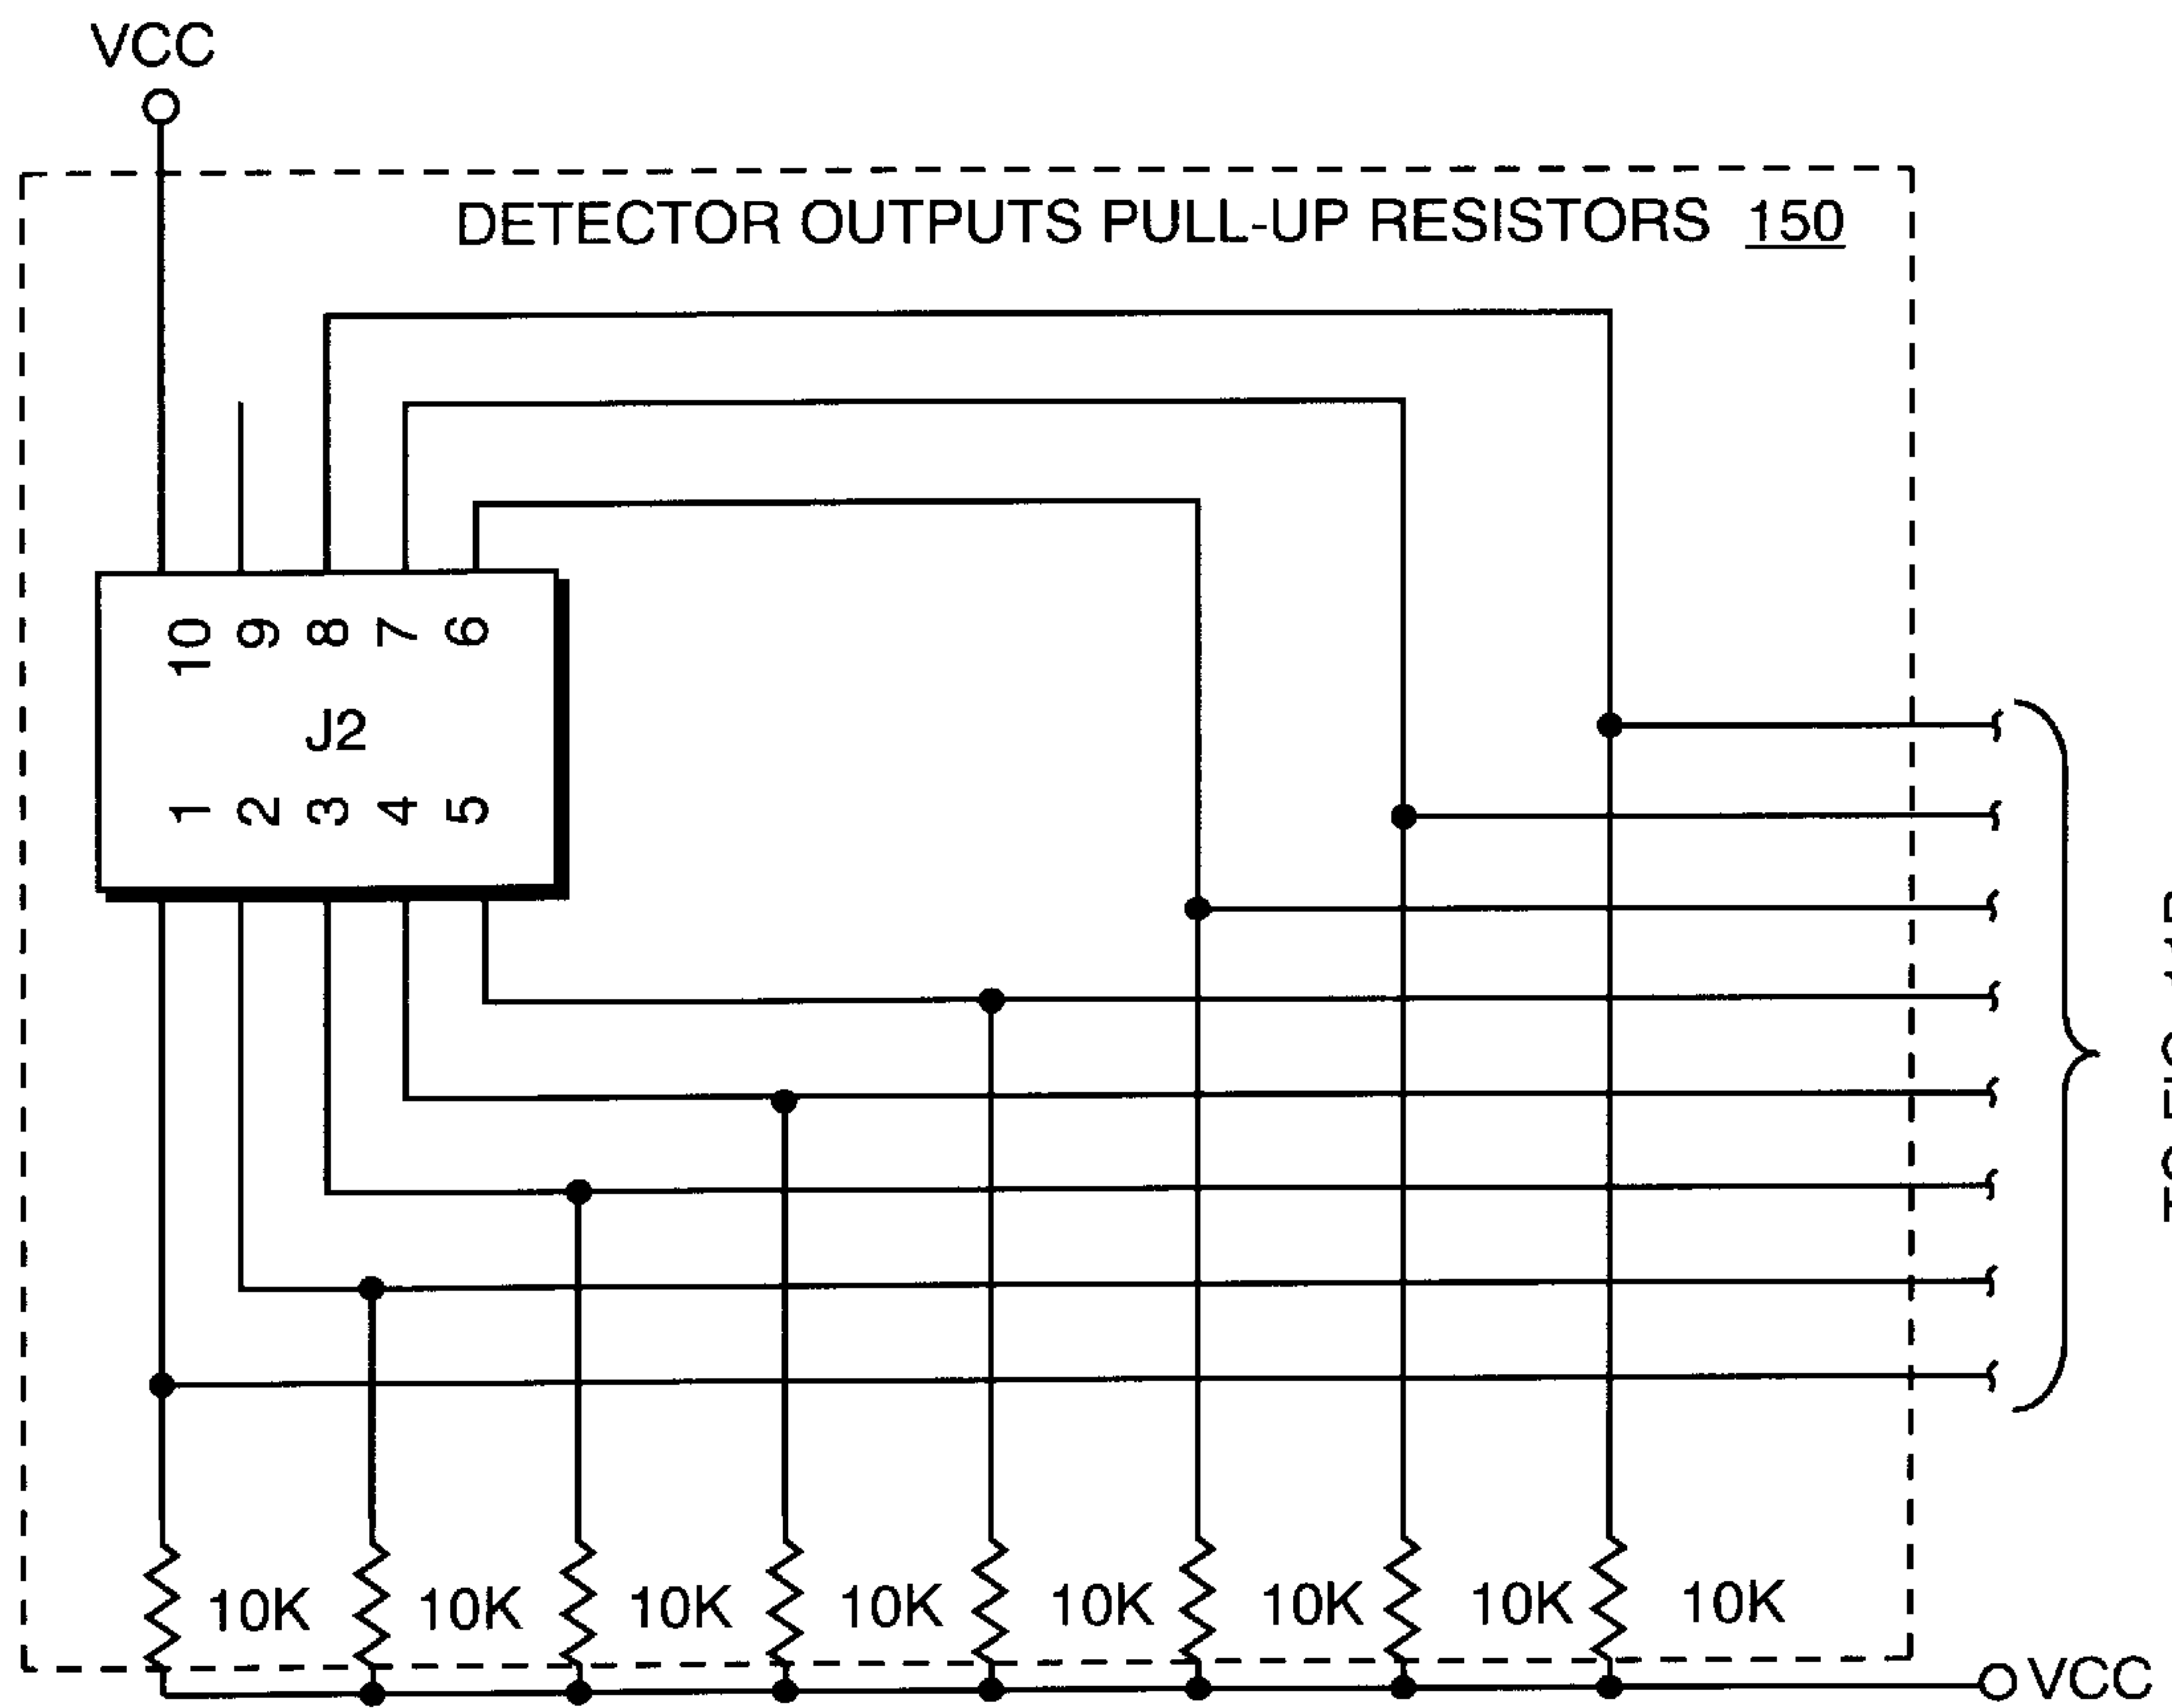 VCC
DETECTOR OUTPUTS PULL-UP RESISTORS 150
10 9 8 7 6
J2
1 2 3 4 5
10K 10K 10K 10K 10K 10K 10K 10K
VCC